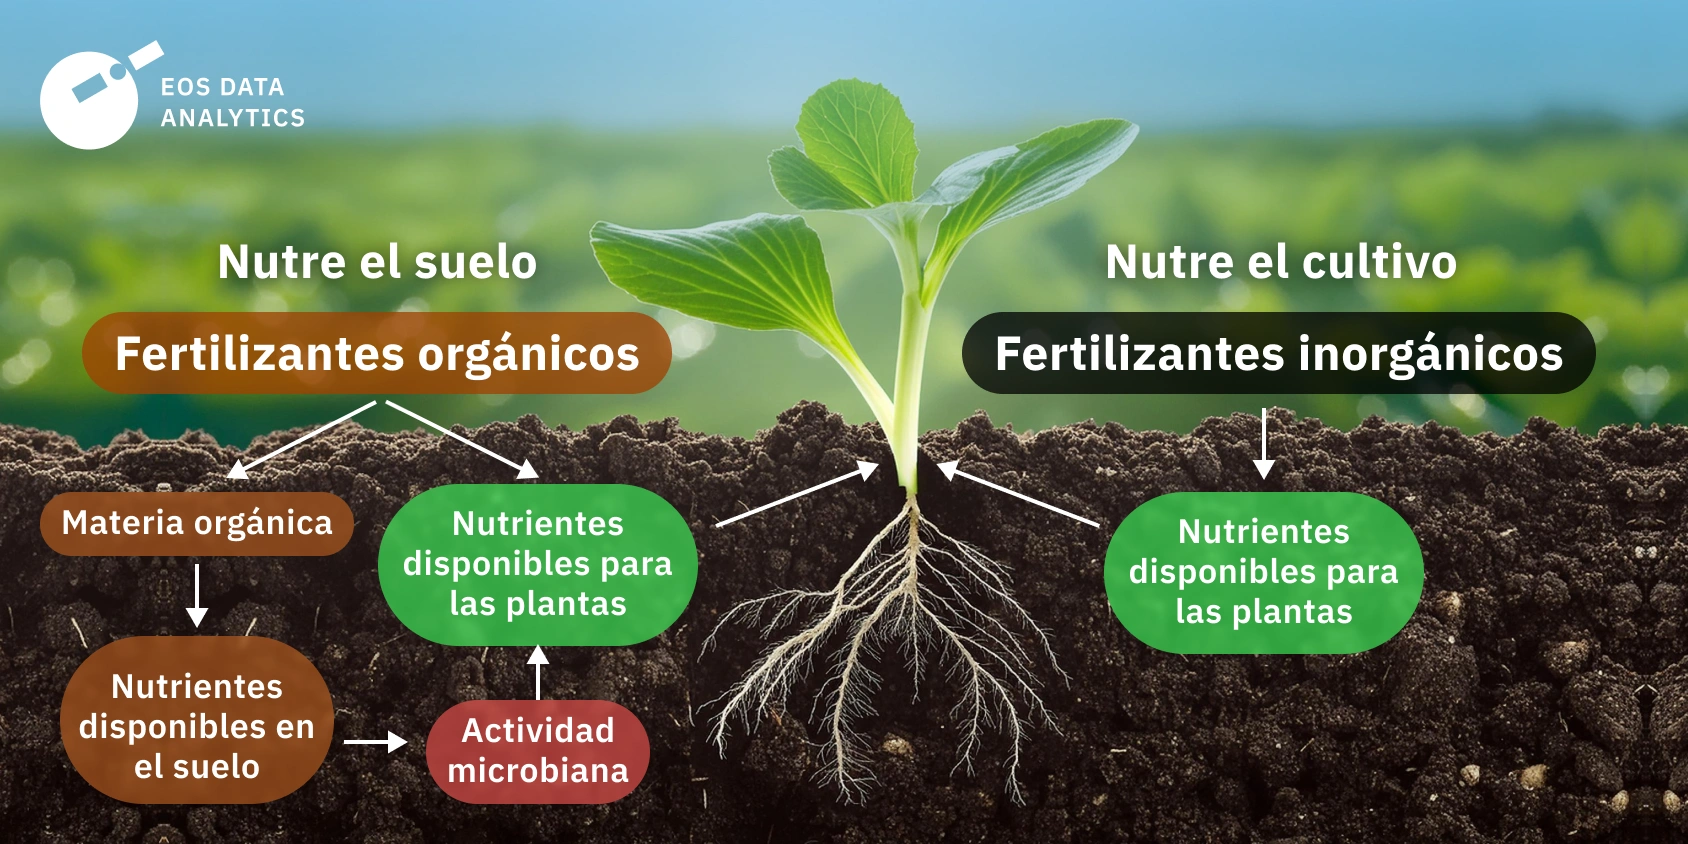 EOS DATA
ANALYTICS
Nutre el suelo
Fertilizantes orgánicos
Materia orgánica
Nutrientes
disponibles en
el suelo
Actividad
microbiana
Nutrientes
disponibles para
las plantas
Nutre el cultivo
Fertilizantes inorgánicos
Nutrientes
disponibles para
las plantas